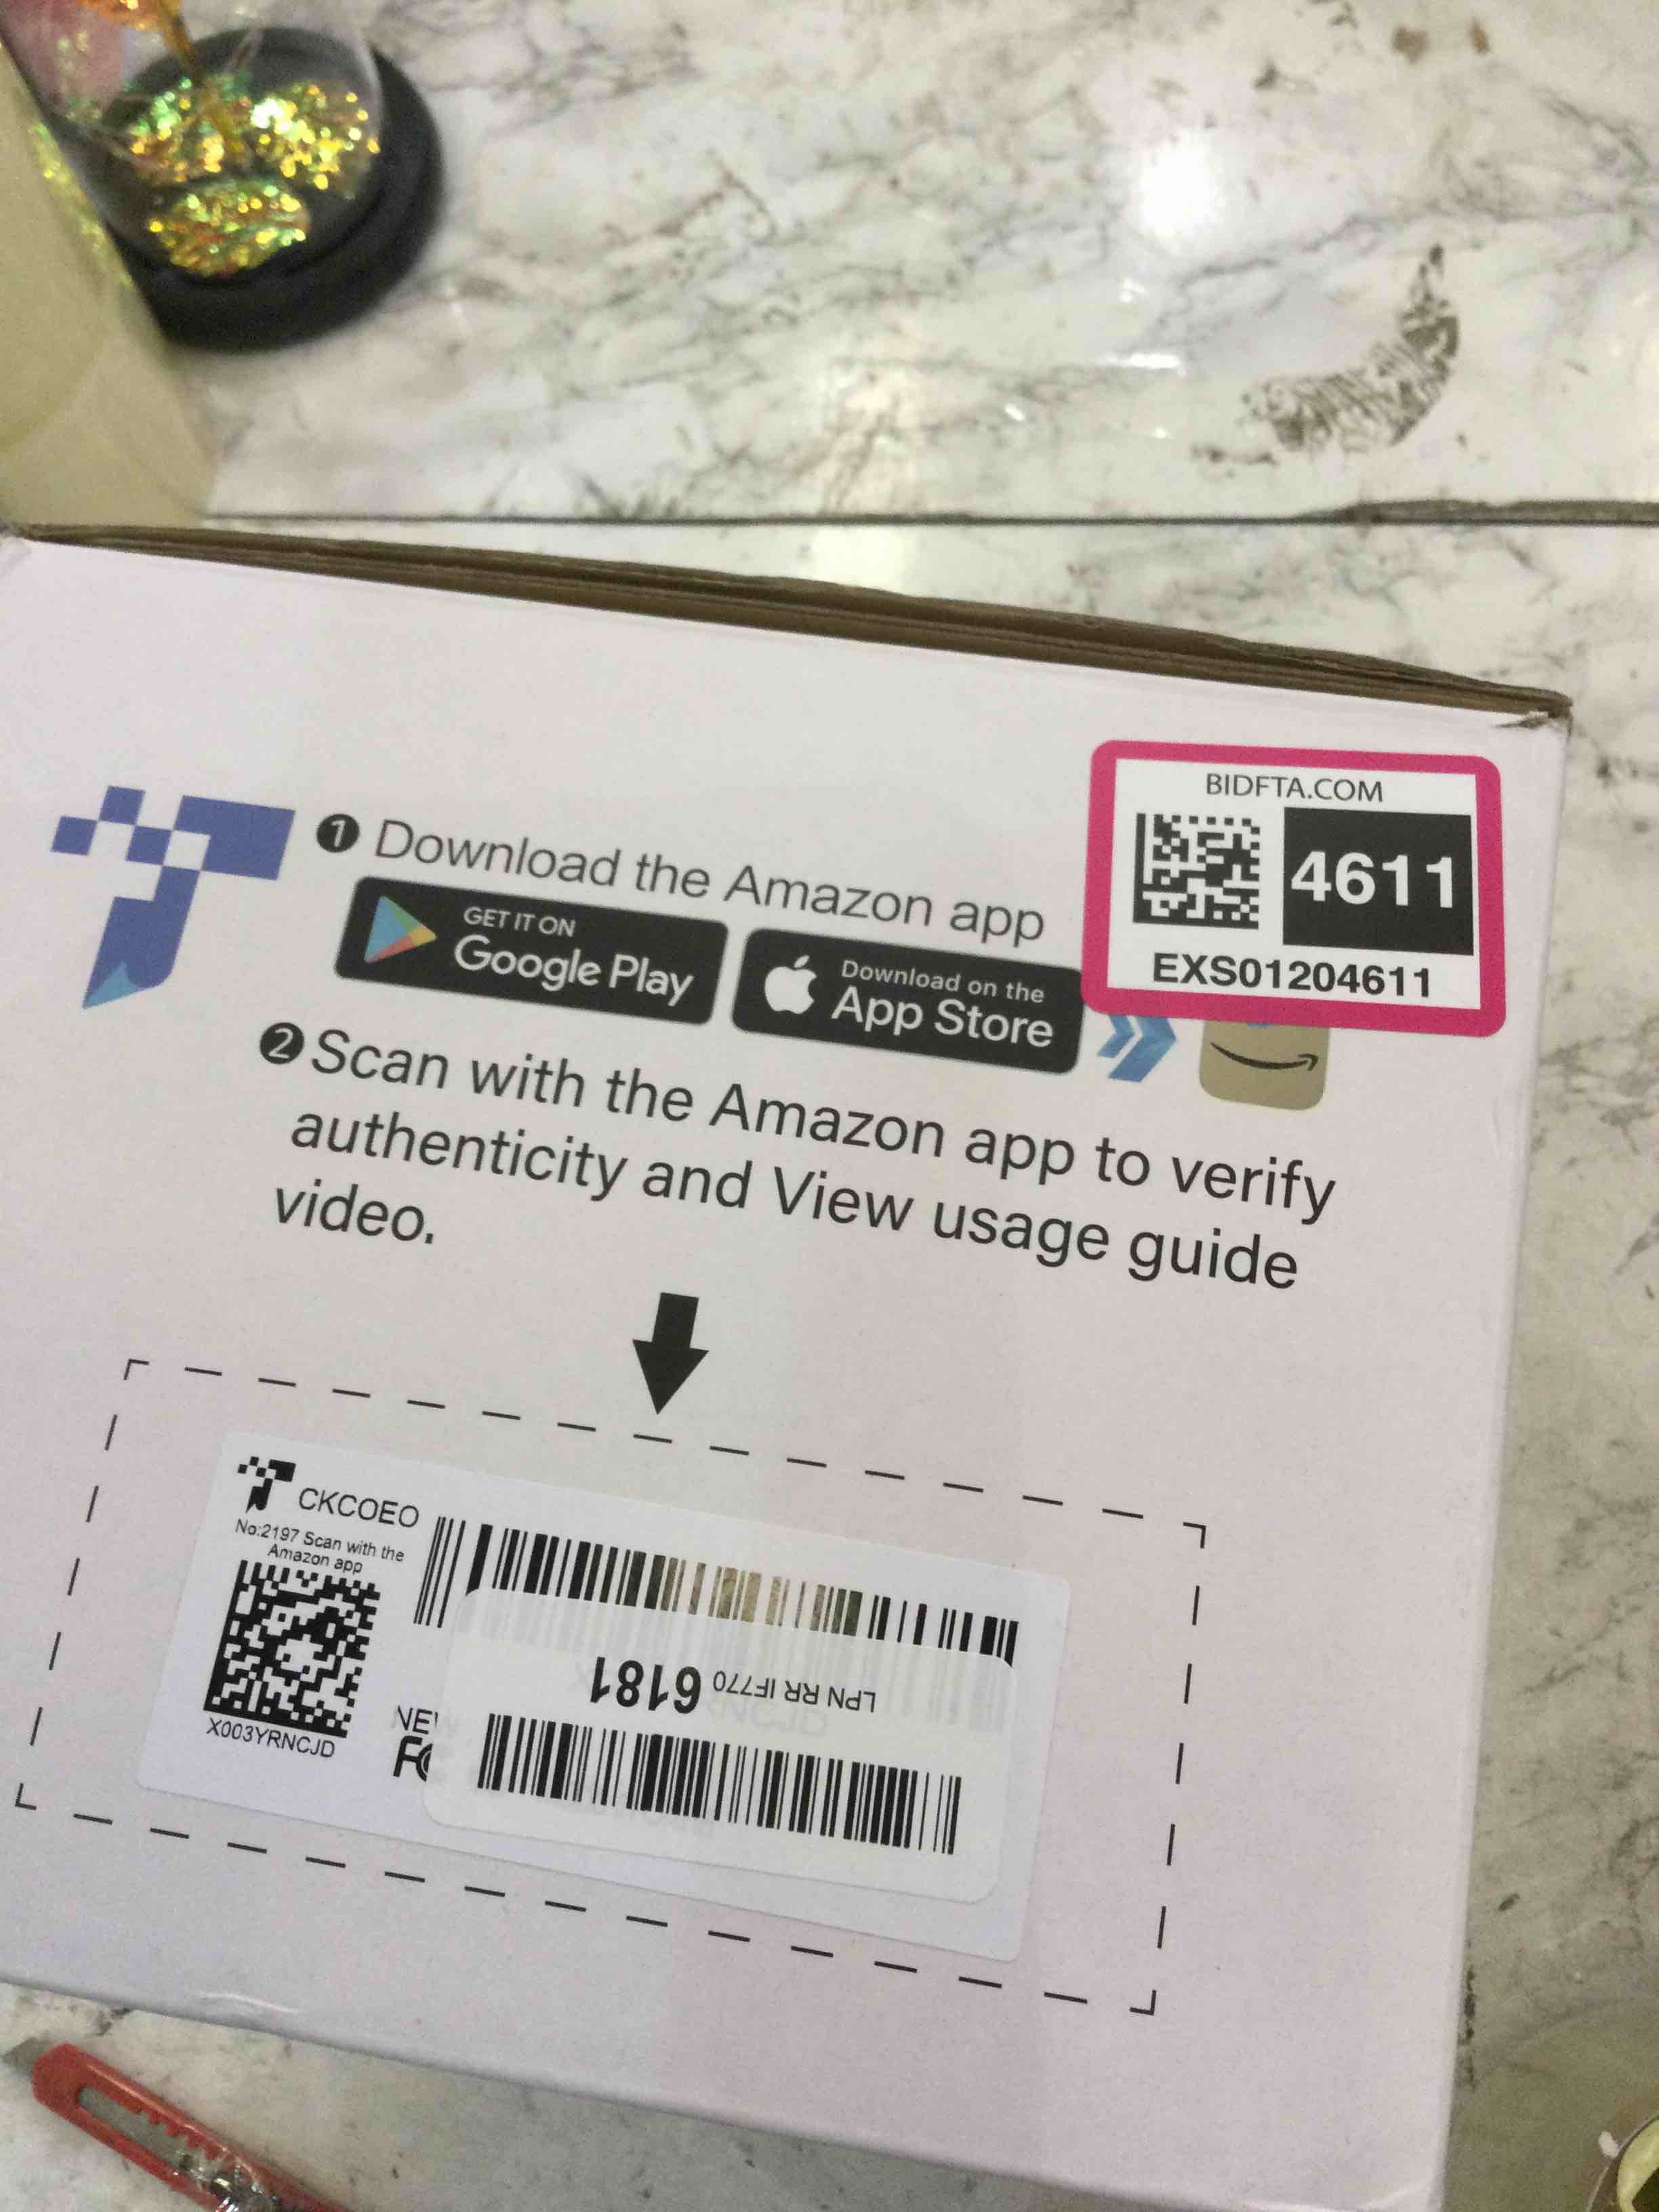 BIDFTA.COM
4611
EXS01204611
❶ Download the Amazon app
GET IT ON
Google Play
Download on the
App Store
❷ Scan with the Amazon app to verify
authenticity and View usage guide
video.
CKCOEO
No:2197 Scan with the
Amazon app
X003YRNCJD
LPN RR IF770 6181